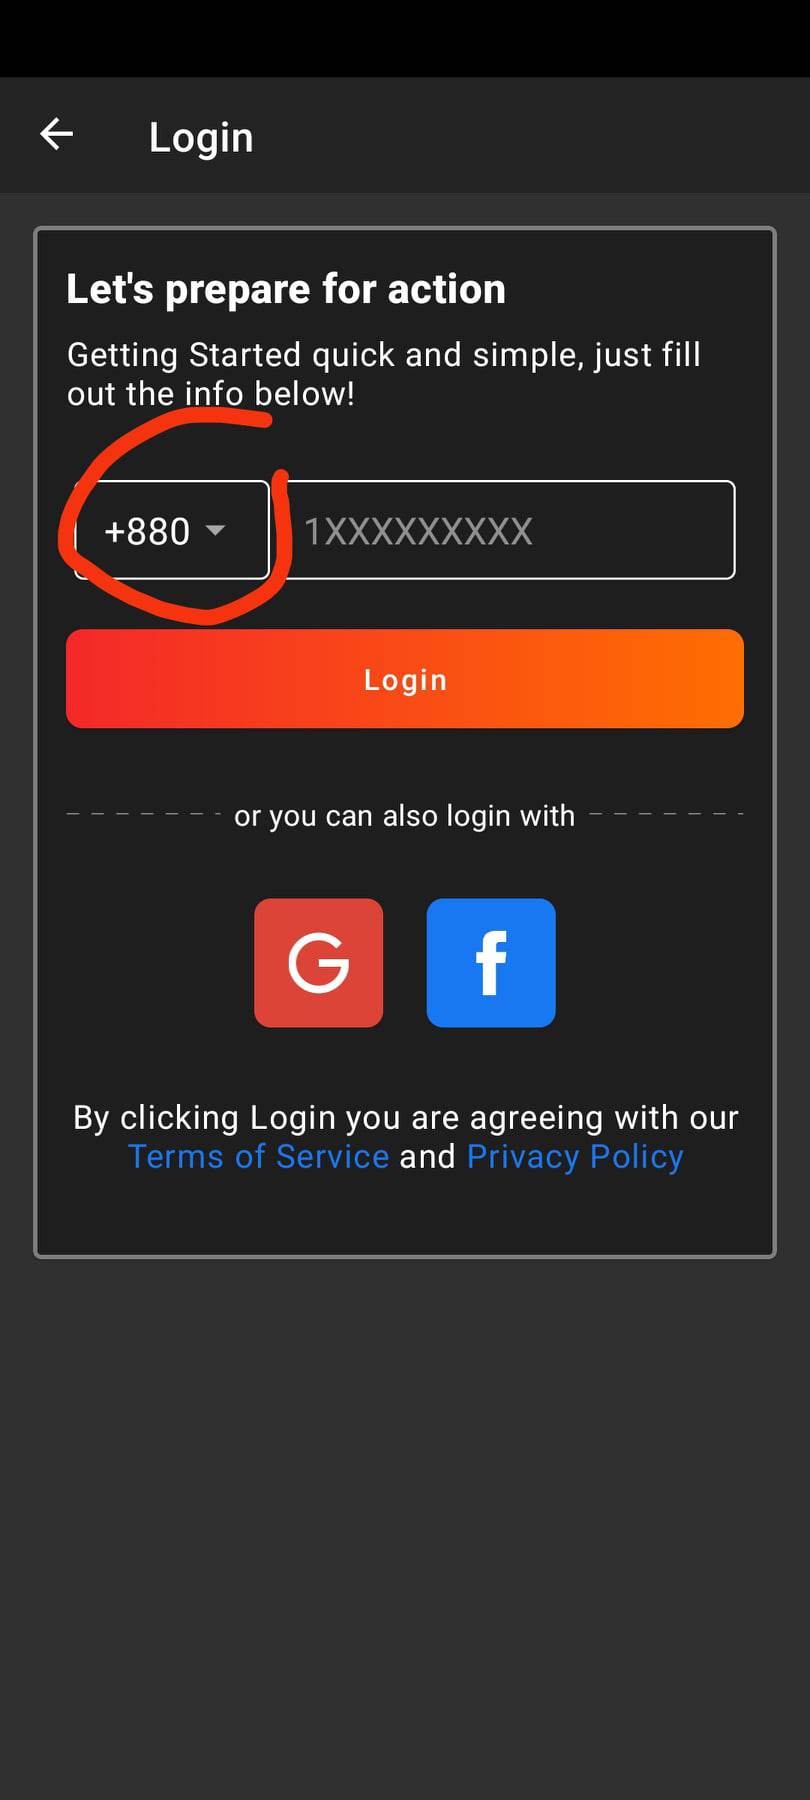 Login
Let's prepare for action
Getting Started quick and simple, just fill
out the info below!
+880 1XXXXXXXXX
Login
or you can also login with
G f
By clicking Login you are agreeing with our
Terms of Service and Privacy Policy